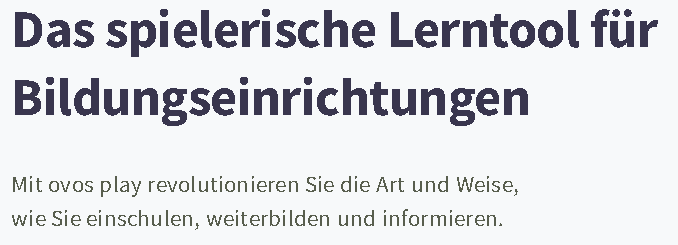 Das spielerische Lerntool für
Bildungseinrichtungen
Mit ovos play revolutionieren Sie die Art und Weise,
wie Sie einschulen, weiterbilden und informieren.